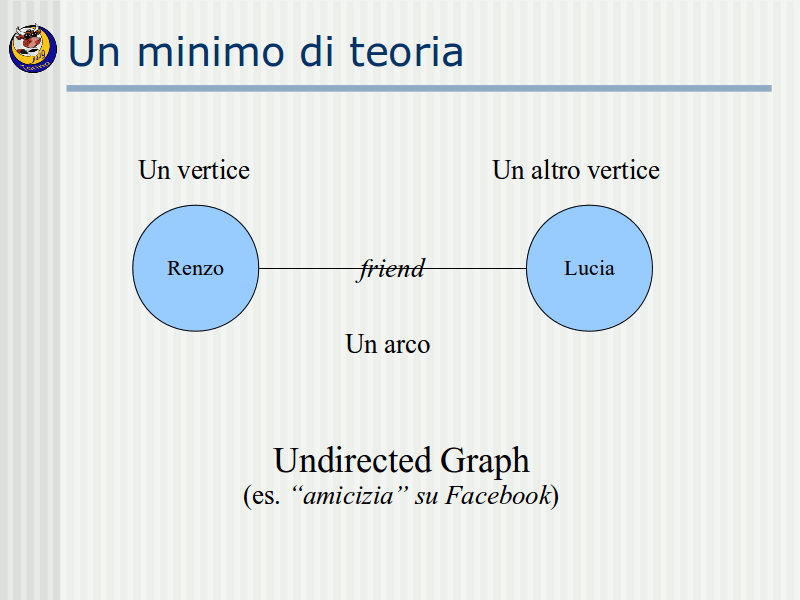 Un minimo di teoria
Un vertice
Un altro vertice
Renzo
friend
Lucia
Un arco
Undirected Graph
(es. “amicizia” su Facebook)